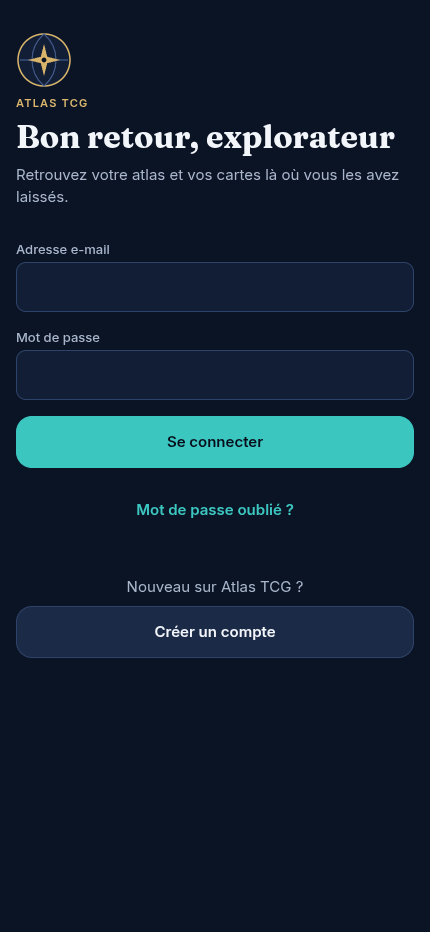 ATLAS TCG
Bon retour, explorateur
Retrouvez votre atlas et vos cartes là où vous les avez
laissés.
Adresse e-mail
Mot de passe
Se connecter
Mot de passe oublié ?
Nouveau sur Atlas TCG ?
Créer un compte